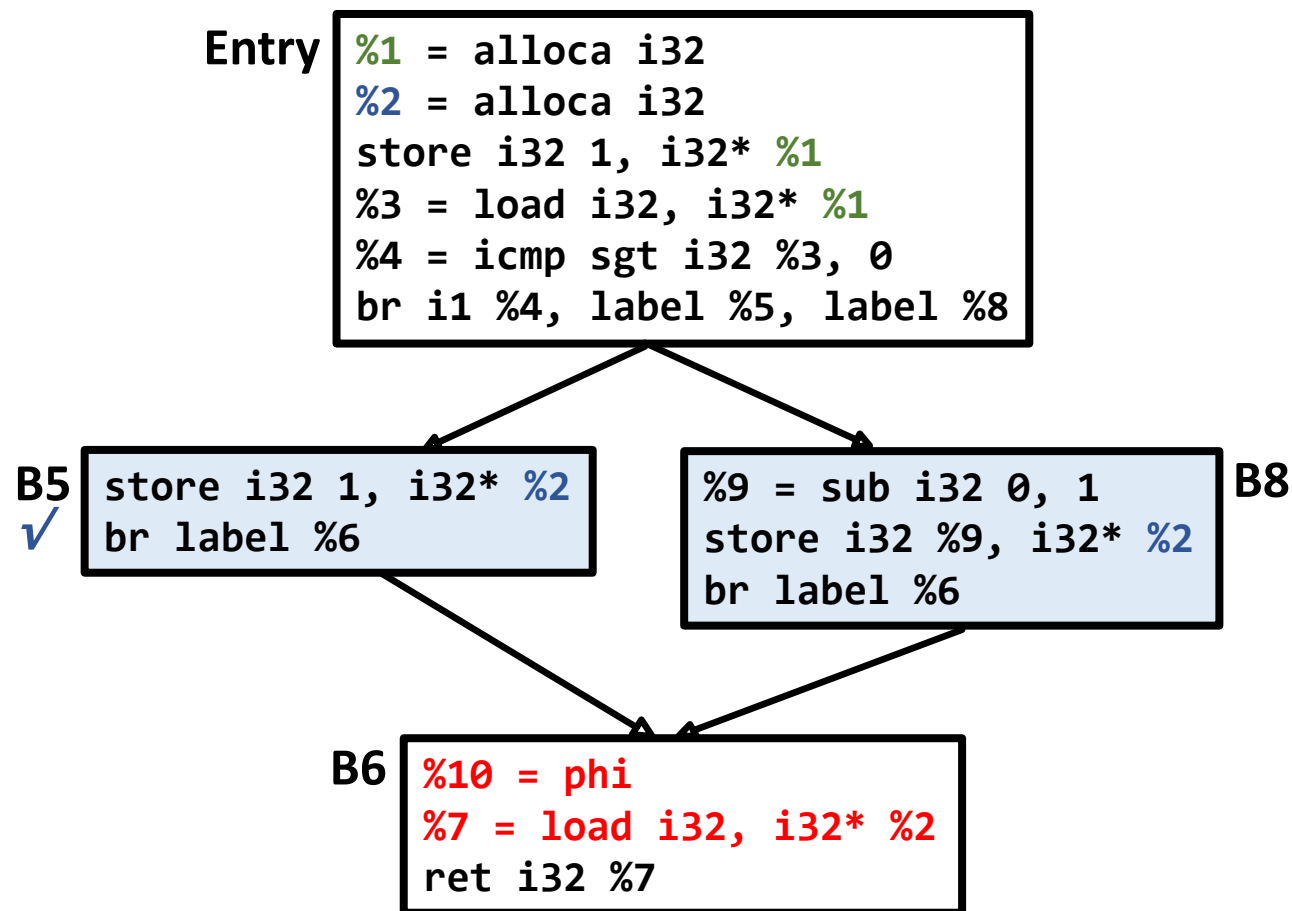 Entry
%1 = alloca i32
%2 = alloca i32
store i32 1, i32* %1
%3 = load i32, i32* %1
%4 = icmp sgt i32 %3, 0
br i1 %4, label %5, label %8
B5
√
store i32 1, i32* %2
br label %6
%9 = sub i32 0, 1
store i32 %9, i32* %2
br label %6
B8
B6
%10 = phi
%7 = load i32, i32* %2
ret i32 %7